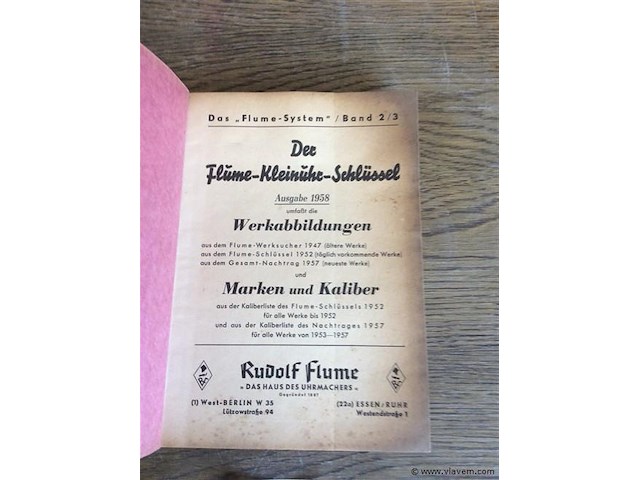 Das „Flume-System" / Band 2/3
Der
Flume-Kleinuhr-Schlüssel
Ausgabe 1958
umfaßt die
Werkabbildungen
aus dem Flume-Werksucher 1947 (ältere Werke)
aus dem Flume-Schlüssel 1952 (täglich vorkommende Werke)
aus dem Gesamt-Nachtrag 1957 (neueste Werke)
und
Marken und Kaliber
aus der Kaliberliste des Flume-Schlüssels 1952
für alle Werke bis 1952
und aus der Kaliberliste des Nachtrages 1957
für alle Werke von 1953—1957
Rudolf Flume
„DAS HAUS DES UHRMACHERS"
Gegründet 1887
(1) West-BERLIN W 35
Lützowstraße 94
(22a) ESSEN/RUHR
Westendstraße 1
© www.vlavem.com